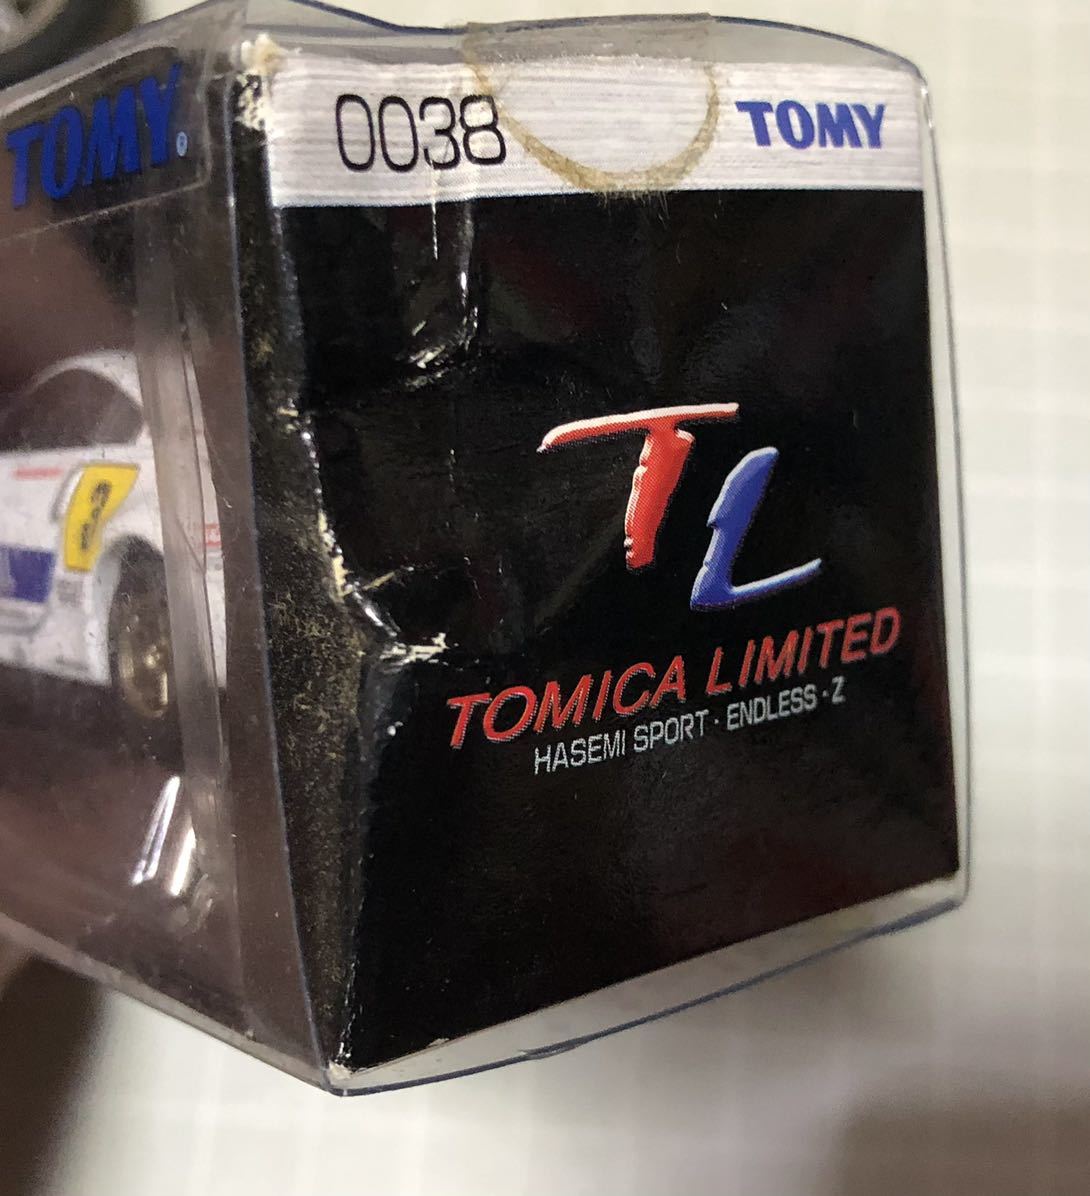 TOMY®
0038
TOMY
TL
TOMICA LIMITED
HASEMI SPORT · ENDLESS · Z